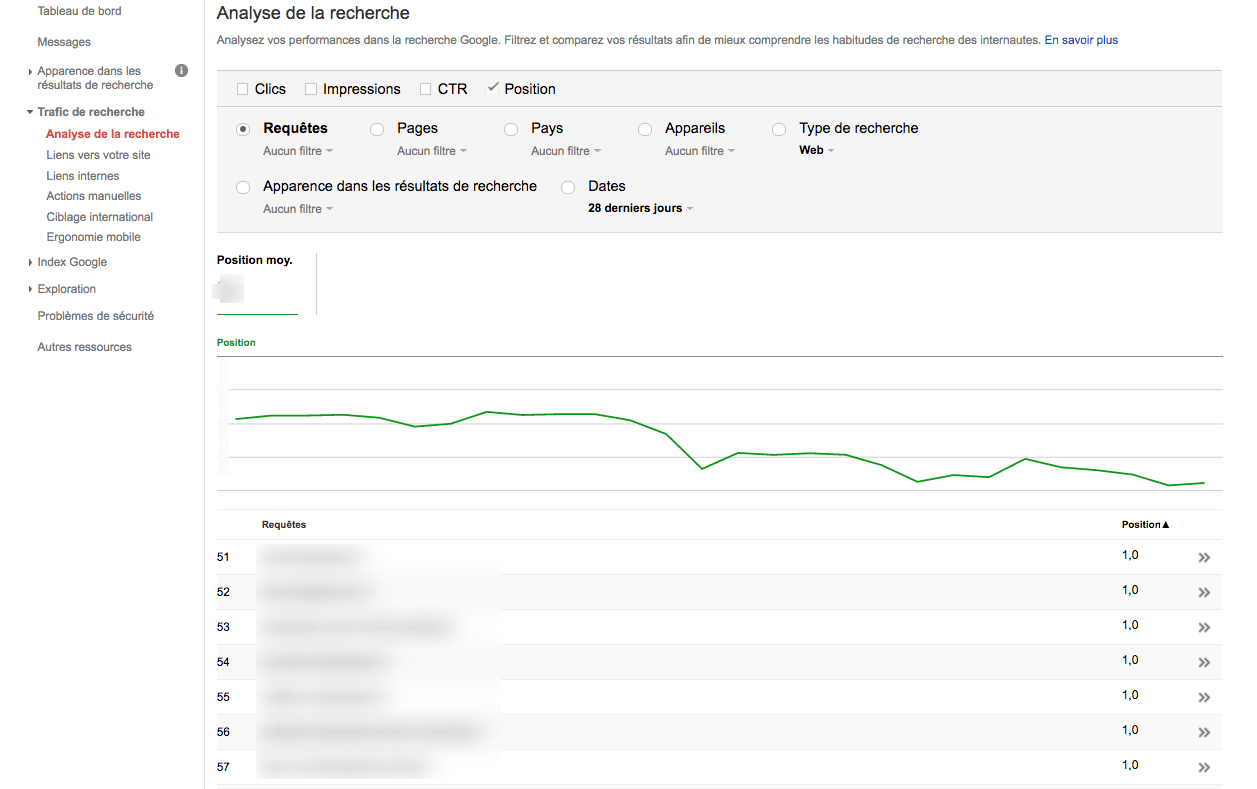 Tableau de bord
Messages
Apparence dans les
résultats de recherche
Trafic de recherche
Analyse de la recherche
Liens vers votre site
Liens internes
Actions manuelles
Ciblage international
Ergonomie mobile
Index Google
Exploration
Problèmes de sécurité
Autres ressources
Analyse de la recherche
Analysez vos performances dans la recherche Google. Filtrez et comparez vos résultats afin de mieux comprendre les habitudes de recherche des internautes. En savoir plus
Clics Impressions CTR Position
Requêtes Pages Pays Appareils Type de recherche
Aucun filtre Aucun filtre Aucun filtre Aucun filtre Web
Apparence dans les résultats de recherche Dates
Aucun filtre 28 derniers jours
Position moy.
Position
Requêtes Position▲
51 1,0 »
52 1,0 »
53 1,0 »
54 1,0 »
55 1,0 »
56 1,0 »
57 1,0 »